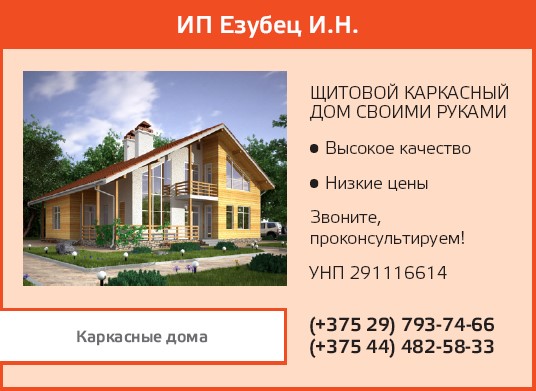 ИП Езубец И.Н.
ЩИТОВОЙ КАРКАСНЫЙ
ДОМ СВОИМИ РУКАМИ
● Высокое качество
● Низкие цены
Звоните,
проконсультируем!
УНП 291116614
Каркасные дома
(+375 29) 793-74-66
(+375 44) 482-58-33